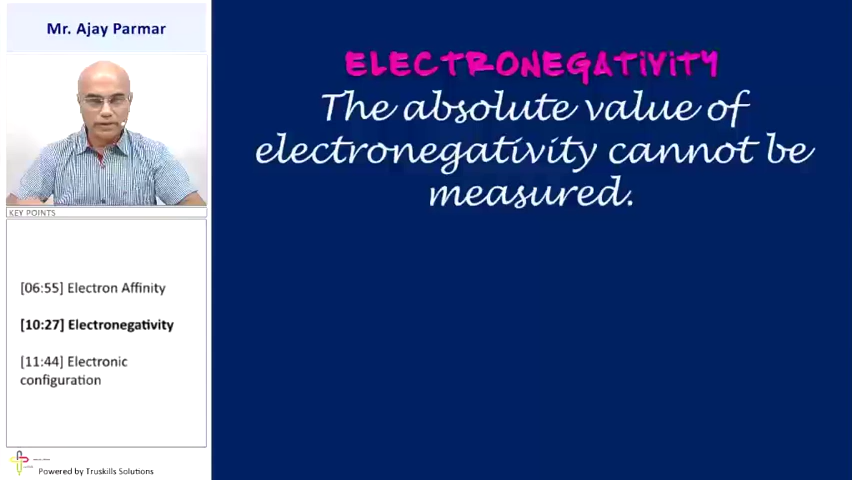 Mr. Ajay Parmar
KEY POINTS
[06:55] Electron Affinity
[10:27] Electronegativity
[11:44] Electronic
configuration
Powered by Truskills Solutions
ELECTRONEGATiViTY
The absolute value of
electronegativity cannot be
measured.